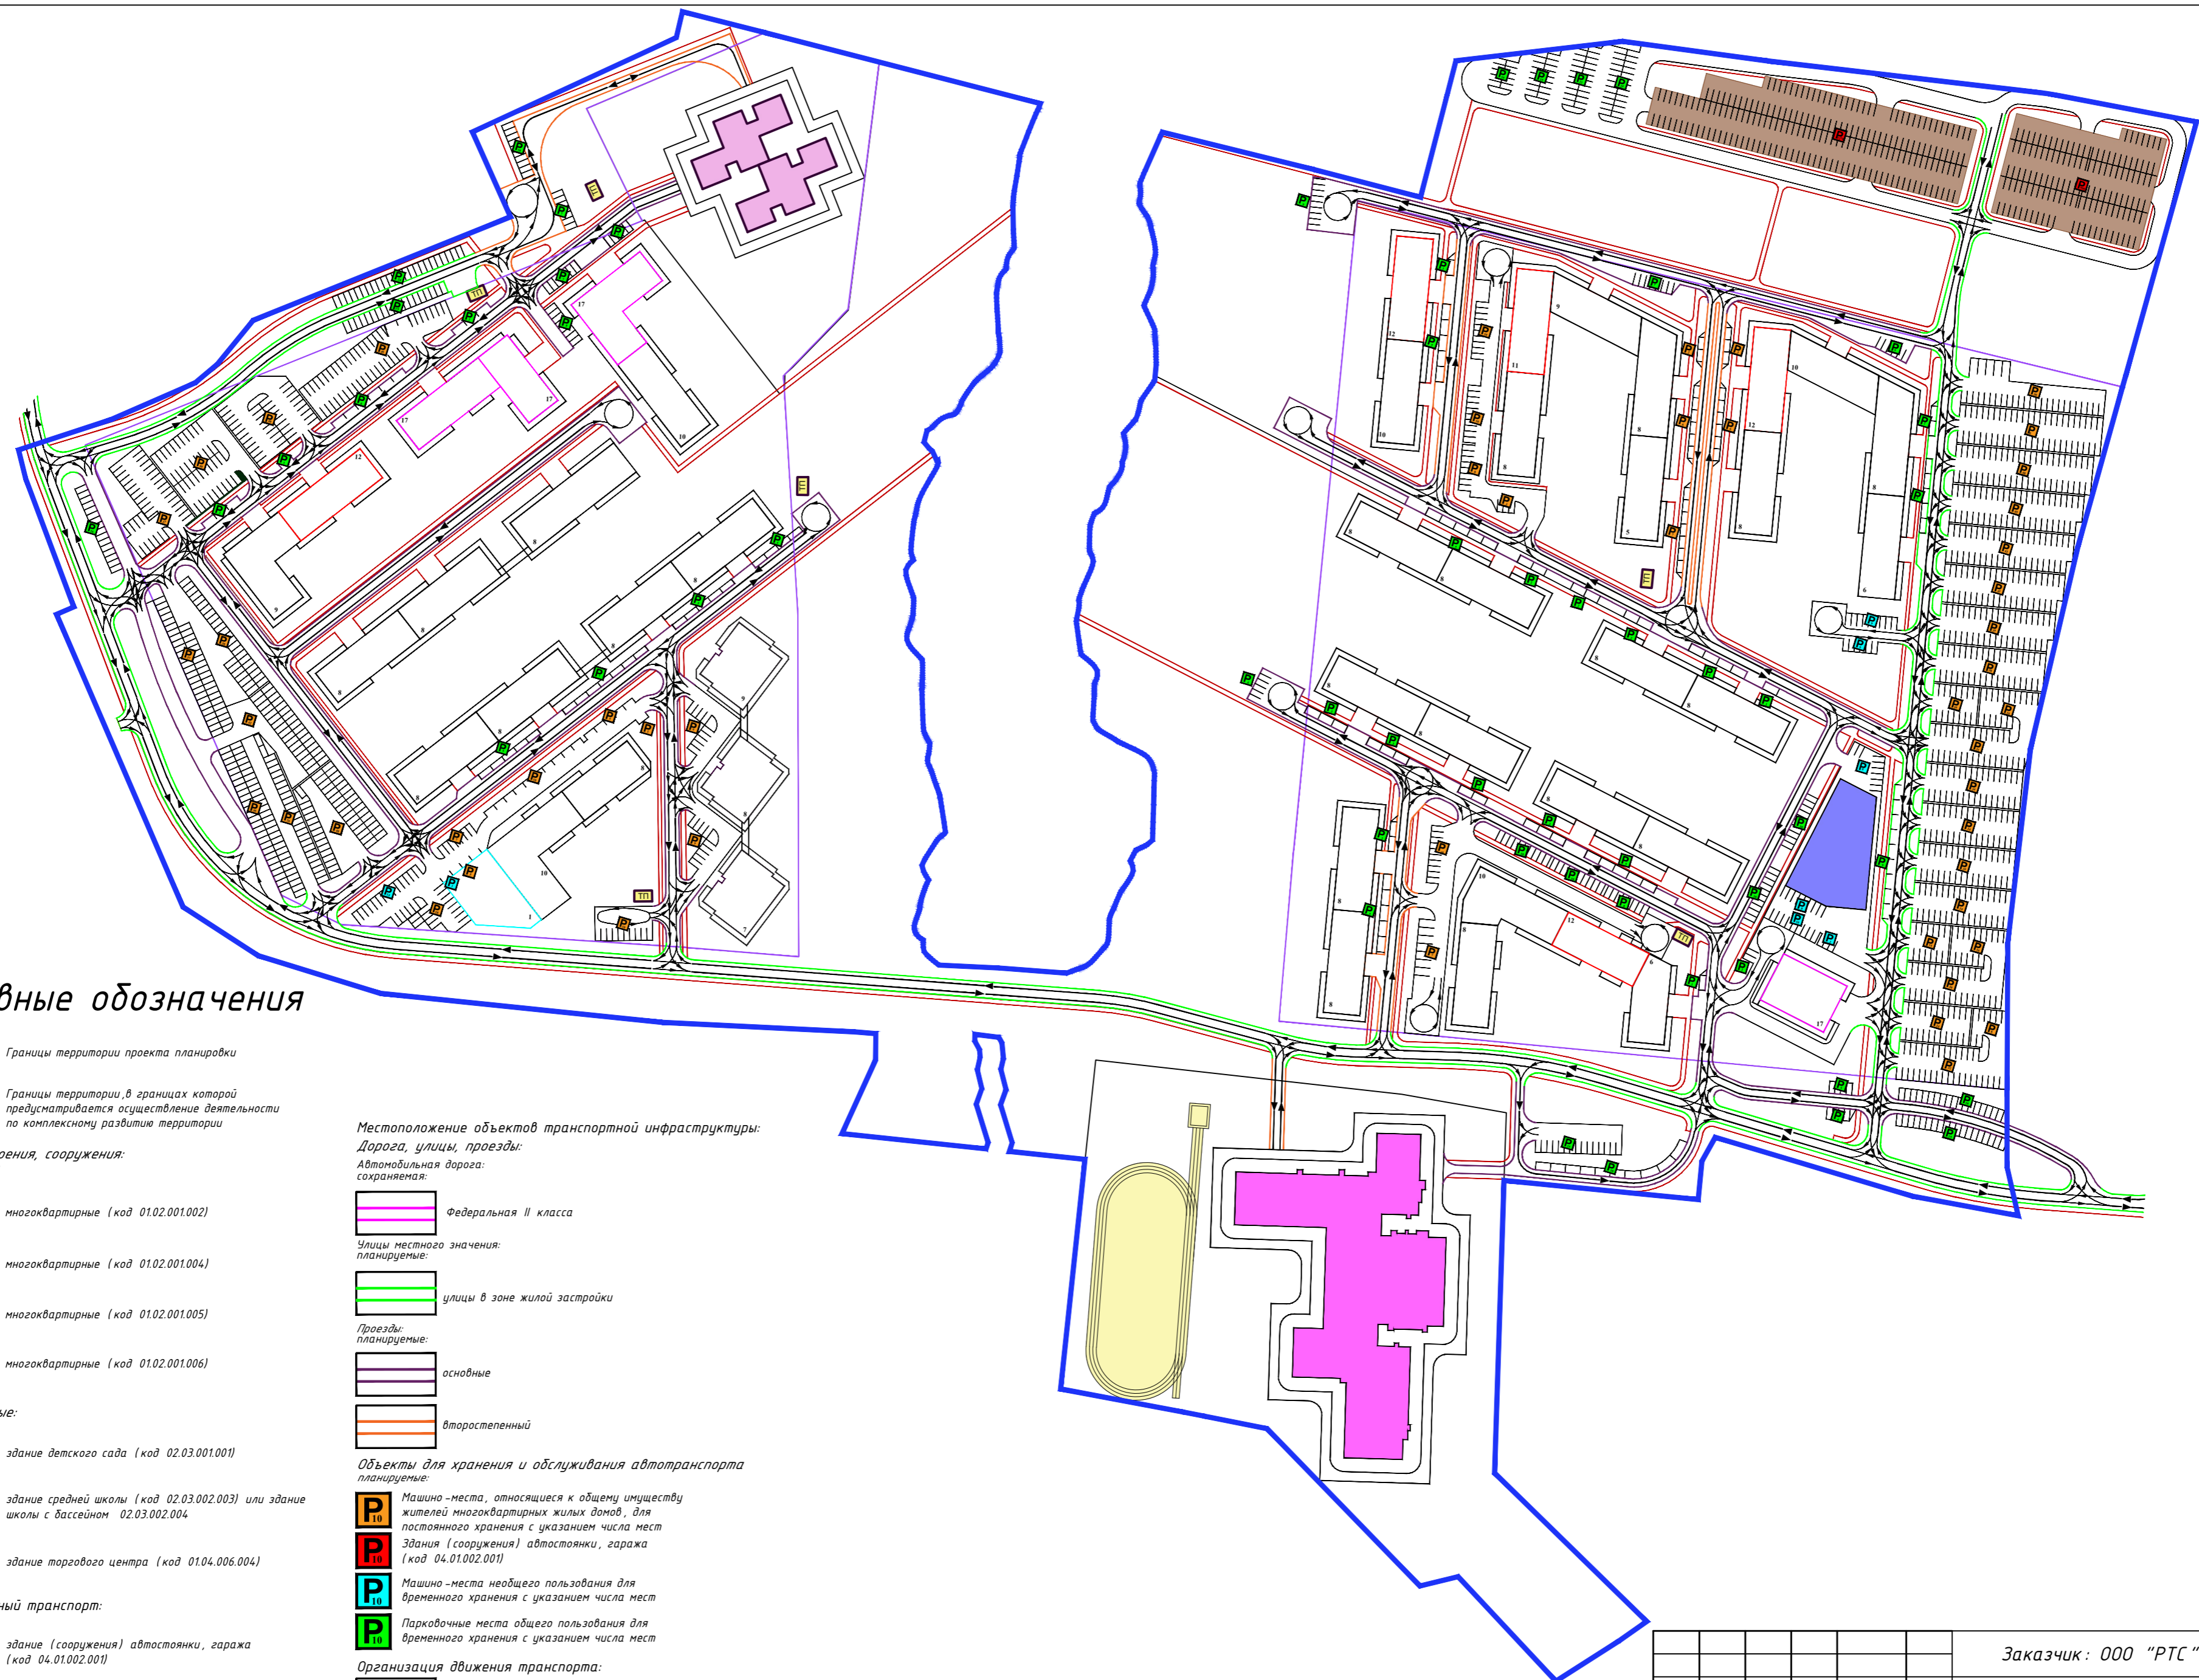 вные обозначения
Границы территории проекта планировки
Границы территории, в границах которой
предусматривается осуществление деятельности
по комплексному развитию территории
рения, сооружения:
многоквартирные (код 01.02.001.002)
многоквартирные (код 01.02.001.004)
многоквартирные (код 01.02.001.005)
многоквартирные (код 01.02.001.006)
ые:
здание детского сада (код 02.03.001.001)
здание средней школы (код 02.03.002.003) или здание
школы с бассейном 02.03.002.004
здание торгового центра (код 01.04.006.004)
ный транспорт:
здание (сооружения) автостоянки, гаража
(код 04.01.002.001)
Местоположение объектов транспортной инфраструктуры:
Дорога, улицы, проезды:
Автомобильная дорога:
сохраняемая:
Федеральная II класса
Улицы местного значения:
планируемые:
улицы в зоне жилой застройки
Проезды:
планируемые:
основные
второстепенный
Объекты для хранения и обслуживания автотранспорта
планируемые:
P10
Машино-места, относящиеся к общему имуществу
жителей многоквартирных жилых домов, для
постоянного хранения с указанием числа мест
P10
Здания (сооружения) автостоянки, гаража
(код 04.01.002.001)
P10
Машино-места необщего пользования для
временного хранения с указанием числа мест
P10
Парковочные места общего пользования для
временного хранения с указанием числа мест
Организация движения транспорта:
Заказчик: ООО "РТС"